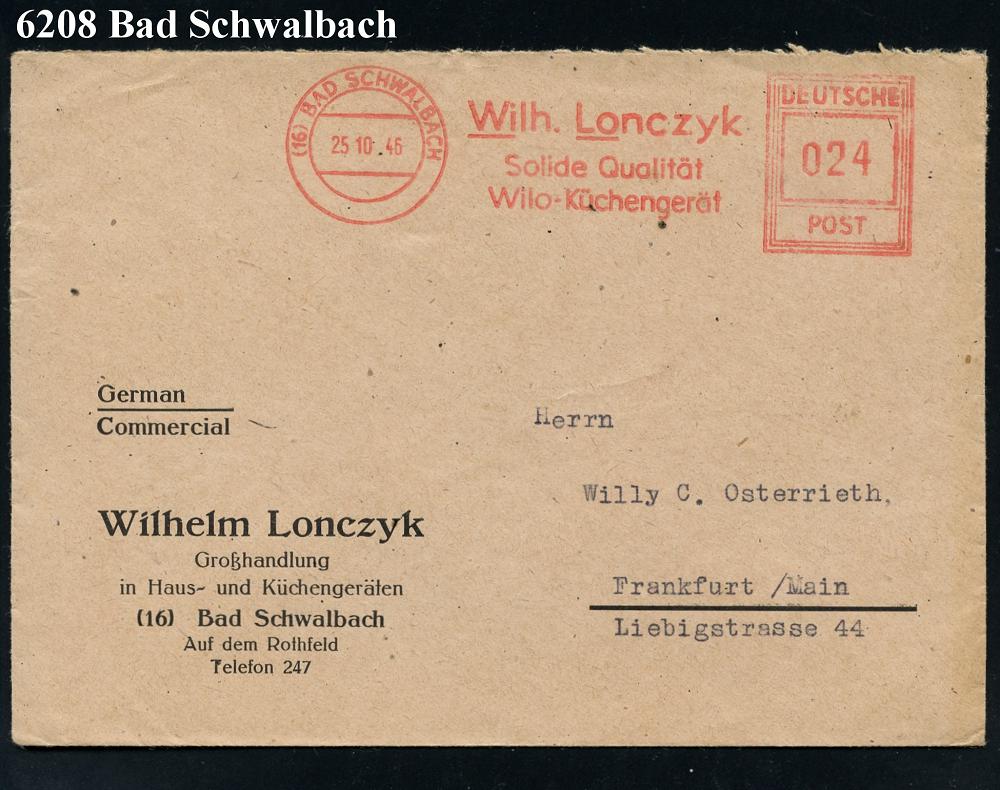 6208 Bad Schwalbach
(16) BAD SCHWALBACH
25 10 .46
Wilh. Lonczyk
Solide Qualität
Wilo-Küchengerät
DEUTSCHE
024
POST
German
Commercial
Herrn
Willy C. Osterrieth,
Frankfurt /Main
Liebigstrasse 44
Wilhelm Lonczyk
Großhandlung
in Haus- und Küchengeräten
(16) Bad Schwalbach
Auf dem Rothfeld
Telefon 247